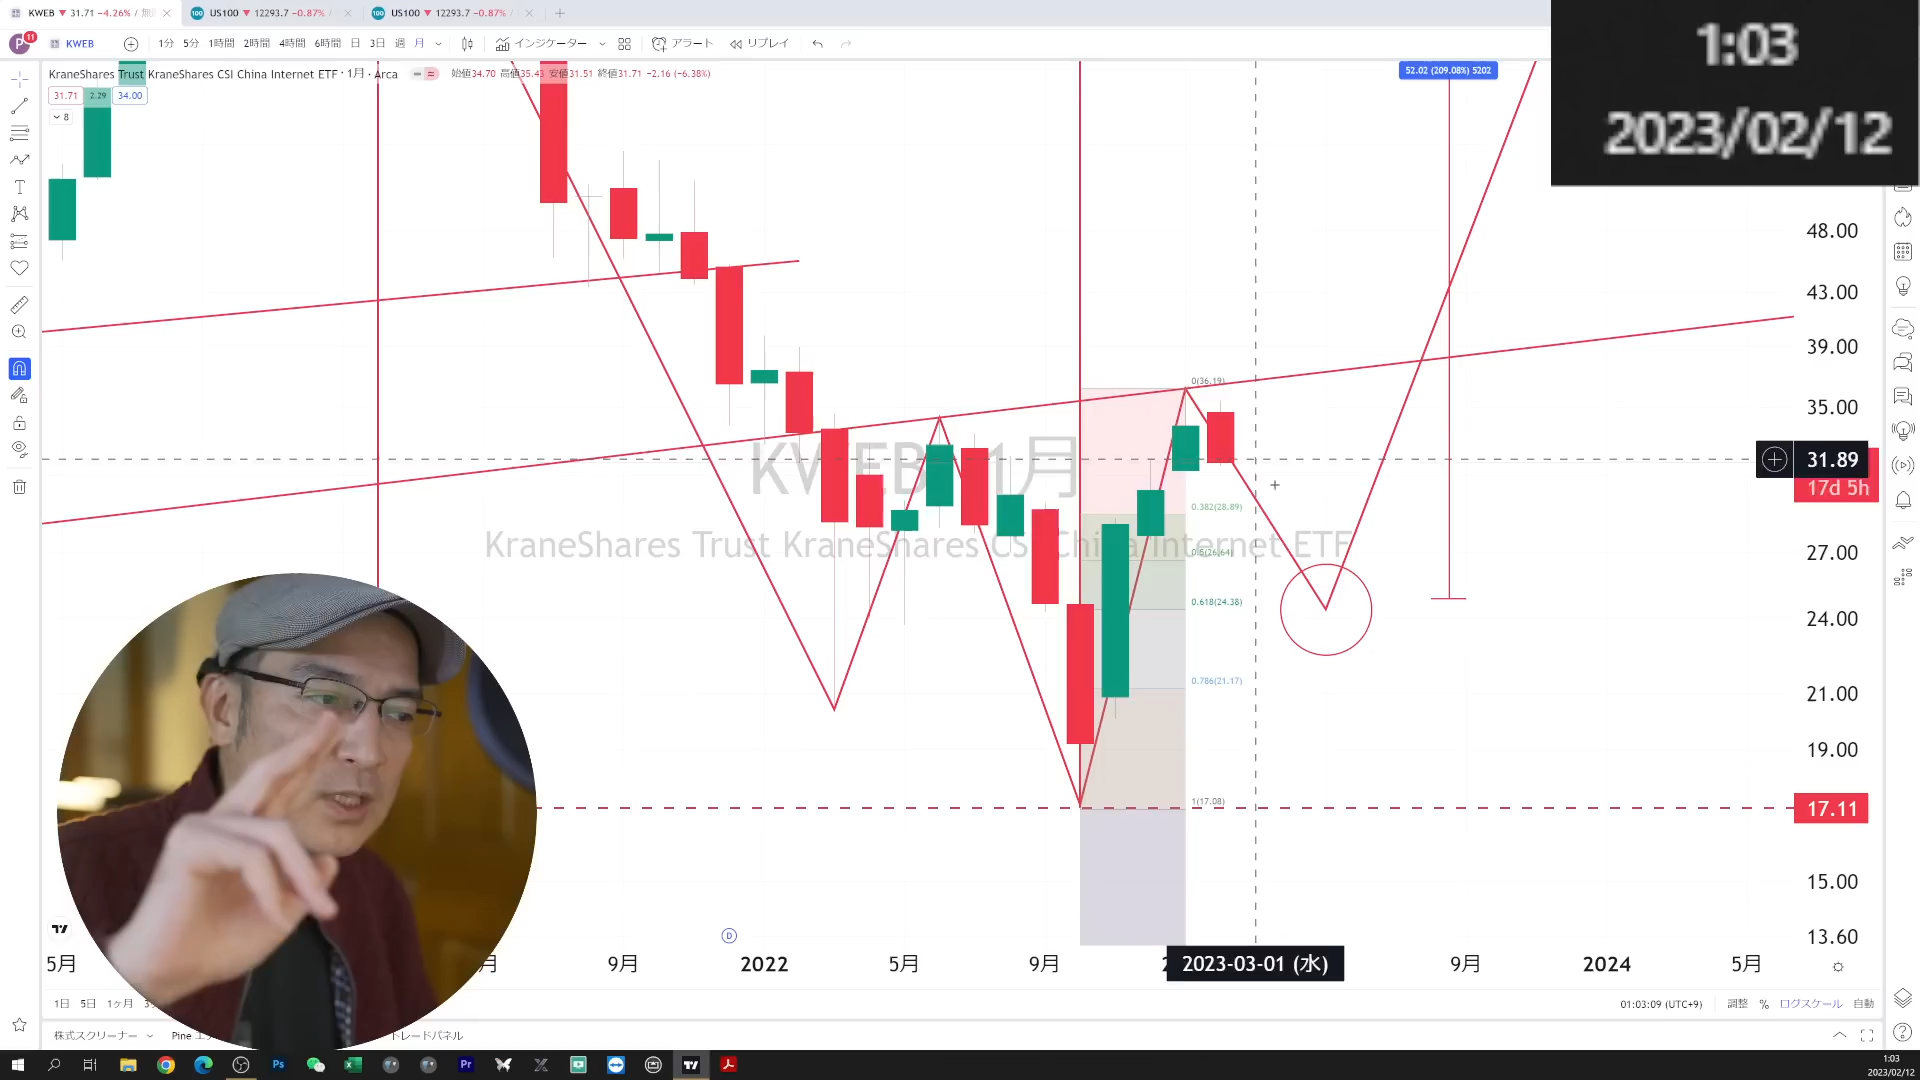 KWEB ▼ 31.71 −4.26% / 無
US100 ▼ 12293.7 −0.87% /
US100 ▼ 12293.7 −0.87% /
1:03
2023/02/12
P 11 KWEB 1分 5分 1時間 2時間 4時間 6時間 日 3日 週 月 インジケーター アラート リプレイ
KraneShares Trust KraneShares CSI China Internet ETF · 1月 · Arca 始値34.70 高値35.43 安値31.51 終値31.71 −2.16 (−6.38%)
31.71 2.29 34.00
8
52.02 (209.08%) 5202
48.00
43.00
39.00
35.00
31.89
17d 5h
27.00
24.00
21.00
19.00
17.11
15.00
13.60
0(36.19)
0.382(28.89)
0.5(26.64)
0.618(24.38)
0.786(21.17)
1(17.08)
KWEB, 1月
KraneShares Trust KraneShares CSI China Internet ETF
D
5月 月 9月 2022 5月 9月 2 2023-03-01 (水) 9月 2024 5月
1日 5日 1ヶ月 3 01:03:09 (UTC+9) 調整 % ログスケール 自動
株式スクリーナー Pine エ トレードパネル
Ps Pr
1:03
2023/02/12